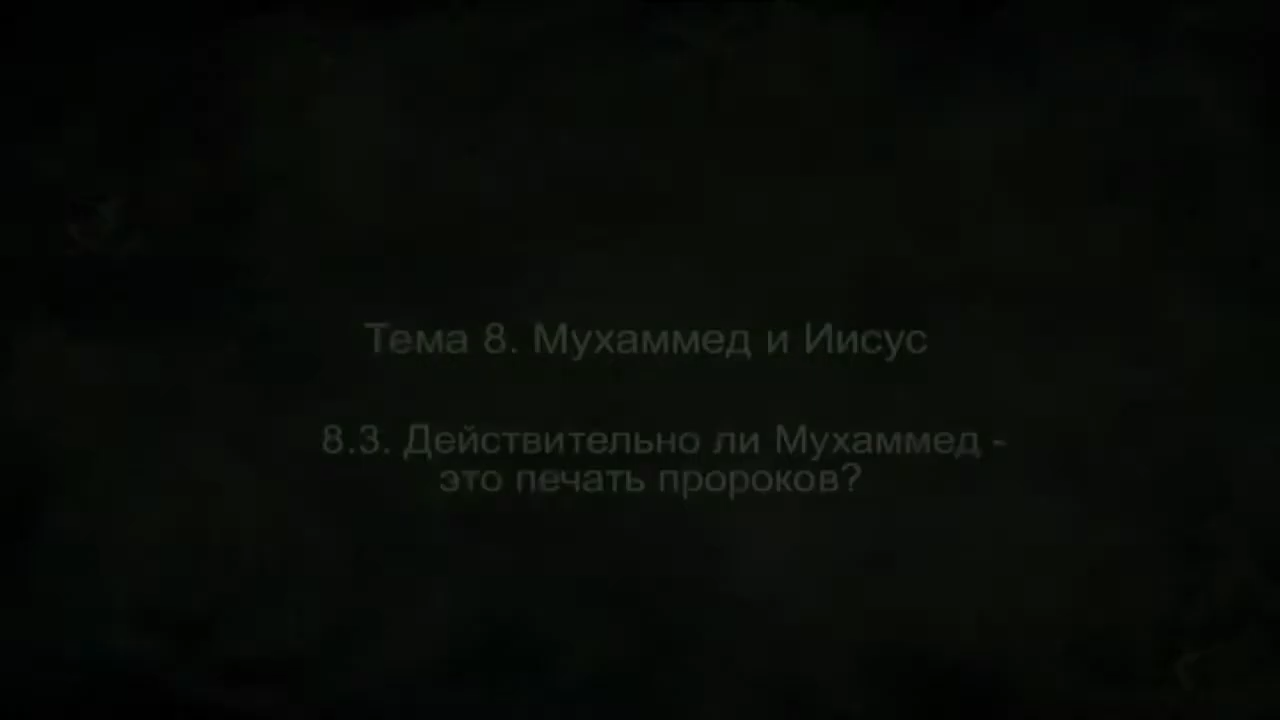 Тема 8. Мухаммед и Иисус
8.3. Действительно ли Мухаммед -
это печать пророков?